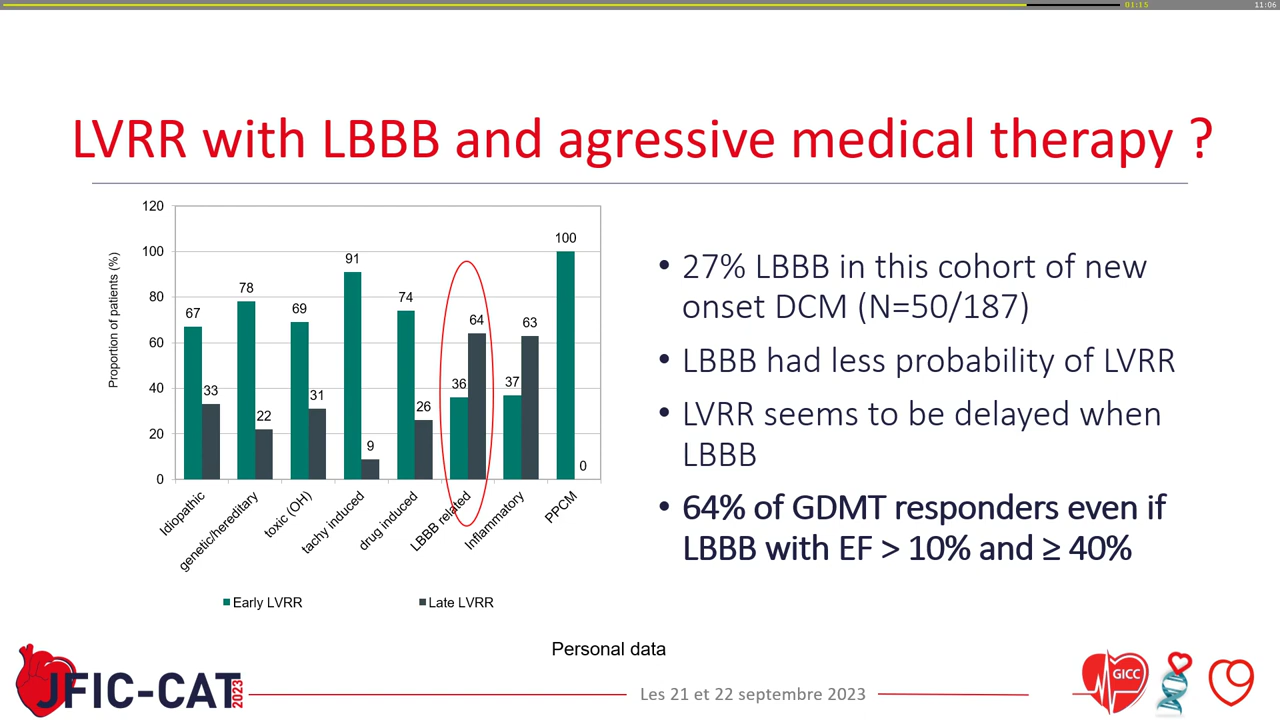 01:15
11:06
LVRR with LBBB and agressive medical therapy ?
Proportion of patients (%)
120
100
80
60
40
20
0
67
33
78
22
69
31
91
9
74
26
36
64
37
63
100
0
Idiopathic
genetic/hereditary
toxic (OH)
tachy induced
drug induced
LBBB related
Inflammatory
PPCM
Early LVRR
Late LVRR
• 27% LBBB in this cohort of new
onset DCM (N=50/187)
• LBBB had less probability of LVRR
• LVRR seems to be delayed when
LBBB
• 64% of GDMT responders even if
LBBB with EF > 10% and ≥ 40%
Personal data
JFIC-CAT 2023
Les 21 et 22 septembre 2023
GICC